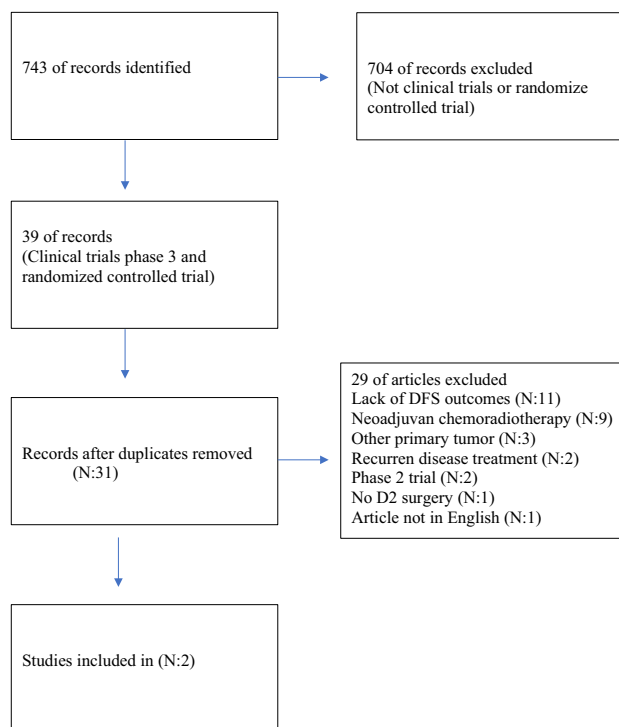 743 of records identified
704 of records excluded
(Not clinical trials or randomize
controlled trial)
39 of records
(Clinical trials phase 3 and
randomized controlled trial)
29 of articles excluded
Lack of DFS outcomes (N:11)
Neoadjuvan chemoradiotherapy (N:9)
Other primary tumor (N:3)
Recurren disease treatment (N:2)
Phase 2 trial (N:2)
No D2 surgery (N:1)
Article not in English (N:1)
Records after duplicates removed
(N:31)
Studies included in (N:2)